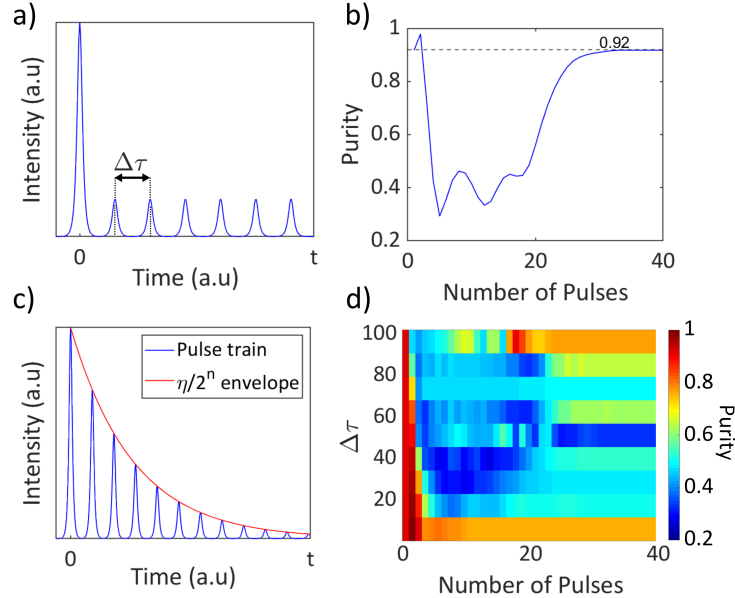 a)
Intensity (a.u)
Δτ
0
t
Time (a.u)
b)
Purity
1
0.8
0.6
0.4
0.2
0.92
0
20
40
Number of Pulses
c)
Intensity (a.u)
Pulse train
η/2ⁿ envelope
0
t
Time (a.u)
d)
Δτ
100
80
60
40
20
0
20
40
Number of Pulses
1
0.8
0.6
0.4
0.2
Purity